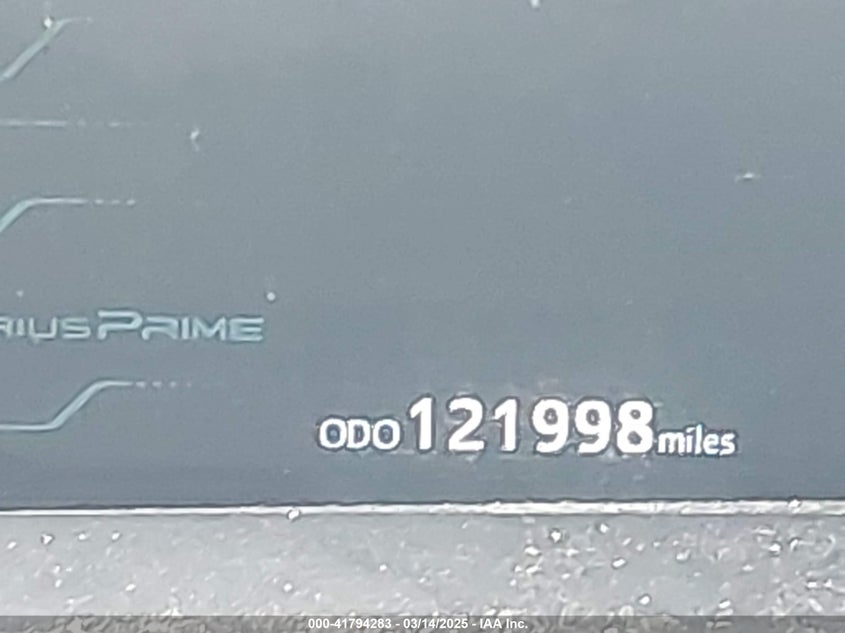 RIUS PRIME
ODO 121998 miles
000-41794283 - 03/14/2025 - IAA Inc.